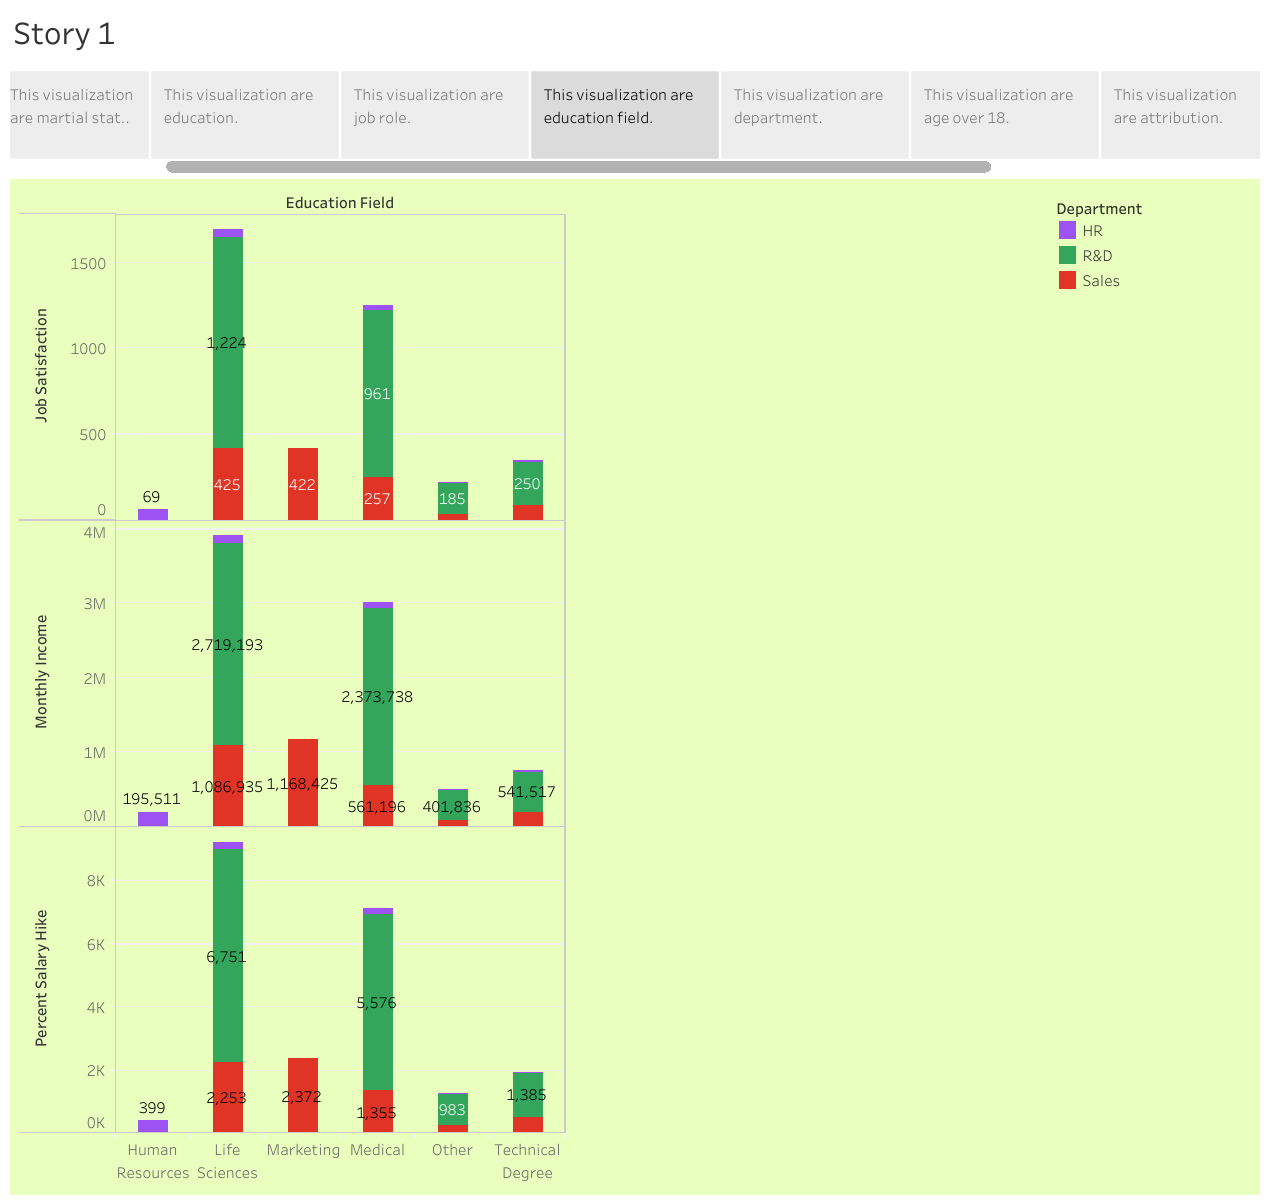 Story 1
This visualization
are martial stat..
This visualization are
education.
This visualization are
job role.
This visualization are
education field.
This visualization are
department.
This visualization are
age over 18.
This visualization
are attribution.
Education Field
Department
HR
R&D
Sales
Job Satisfaction
1500
1000
500
0
69
1,224
425
422
961
257
185
250
Monthly Income
4M
3M
2M
1M
0M
195,511
2,719,193
1,086,935
1,168,425
2,373,738
561,196
401,836
541,517
Percent Salary Hike
8K
6K
4K
2K
0K
399
6,751
2,253
2,372
5,576
1,355
983
1,385
Human
Resources
Life
Sciences
Marketing
Medical
Other
Technical
Degree